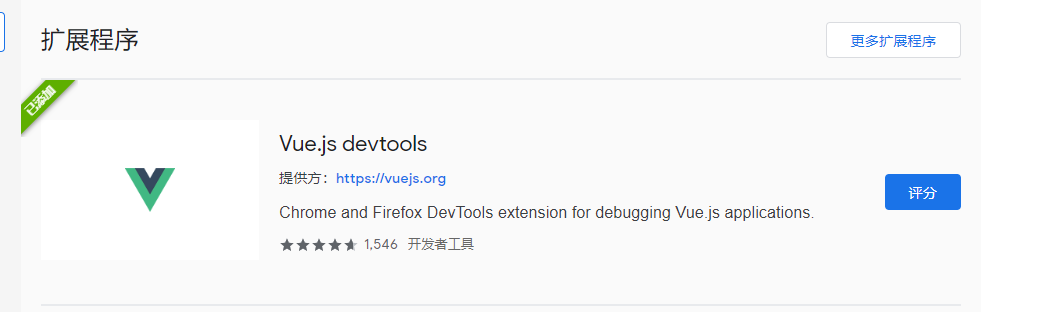 扩展程序
更多扩展程序
已添加
Vue.js devtools
提供方：https://vuejs.org
评分
Chrome and Firefox DevTools extension for debugging Vue.js applications.
1,546 开发者工具